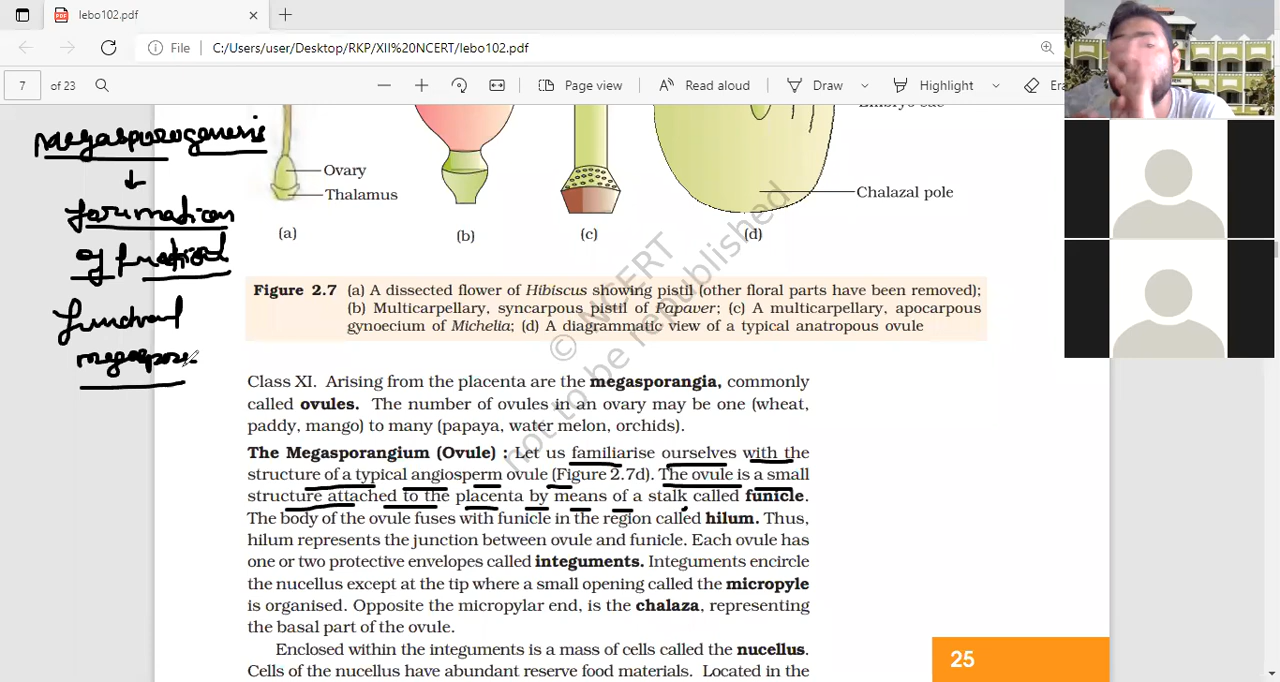 lebo102.pdf
File C:/Users/user/Desktop/RKP/XII%20NCERT/lebo102.pdf
7 of 23 Page view Read aloud Draw Highlight Era
megasporogenesis
formation
of
functional
megaspore
Embryo sac
Ovary
Thalamus
Chalazal pole
(a) (b) (c) (d)
Figure 2.7 (a) A dissected flower of Hibiscus showing pistil (other floral parts have been removed);
(b) Multicarpellary, syncarpous pistil of Papaver; (c) A multicarpellary, apocarpous
gynoecium of Michelia; (d) A diagrammatic view of a typical anatropous ovule
© NCERT
not to be republished
Class XI. Arising from the placenta are the megasporangia, commonly
called ovules. The number of ovules in an ovary may be one (wheat,
paddy, mango) to many (papaya, water melon, orchids).
The Megasporangium (Ovule) : Let us familiarise ourselves with the
structure of a typical angiosperm ovule (Figure 2.7d). The ovule is a small
structure attached to the placenta by means of a stalk called funicle.
The body of the ovule fuses with funicle in the region called hilum. Thus,
hilum represents the junction between ovule and funicle. Each ovule has
one or two protective envelopes called integuments. Integuments encircle
the nucellus except at the tip where a small opening called the micropyle
is organised. Opposite the micropylar end, is the chalaza, representing
the basal part of the ovule.
Enclosed within the integuments is a mass of cells called the nucellus.
Cells of the nucellus have abundant reserve food materials. Located in the
25